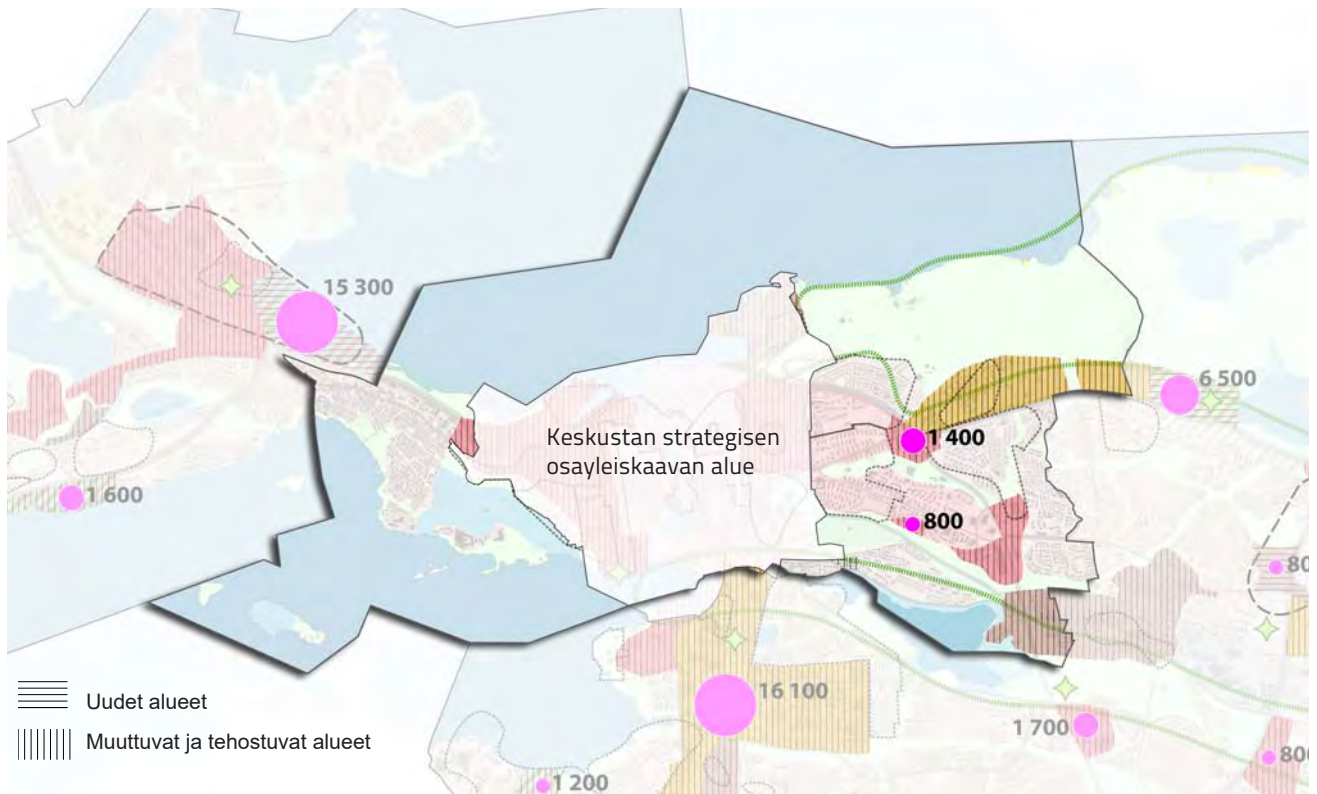 15 300
6 500
Keskustan strategisen
osayleiskaavan alue
1 400
1 600
800
80
16 100
Uudet alueet
1 700
Muuttuvat ja tehostuvat alueet
800
1 200